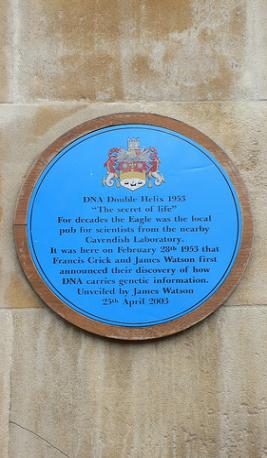 DNA Double Helix 1953
"The secret of life"
For decades the Eagle was the local
pub for scientists from the nearby
Cavendish Laboratory.
It was here on February 28th 1953 that
Francis Crick and James Watson first
announced their discovery of how
DNA carries genetic information.
Unveiled by James Watson
25th April 2003